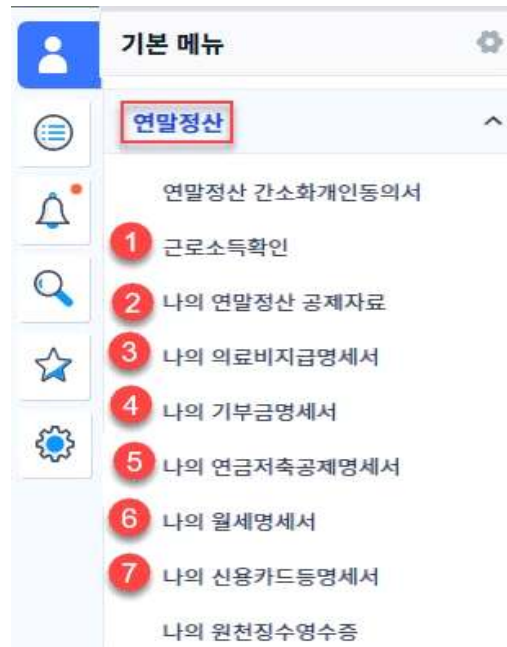 기본 메뉴
연말정산
연말정산 간소화개인동의서
1 근로소득확인
2 나의 연말정산 공제자료
3 나의 의료비지급명세서
4 나의 기부금명세서
5 나의 연금저축공제명세서
6 나의 월세명세서
7 나의 신용카드등명세서
나의 원천징수영수증